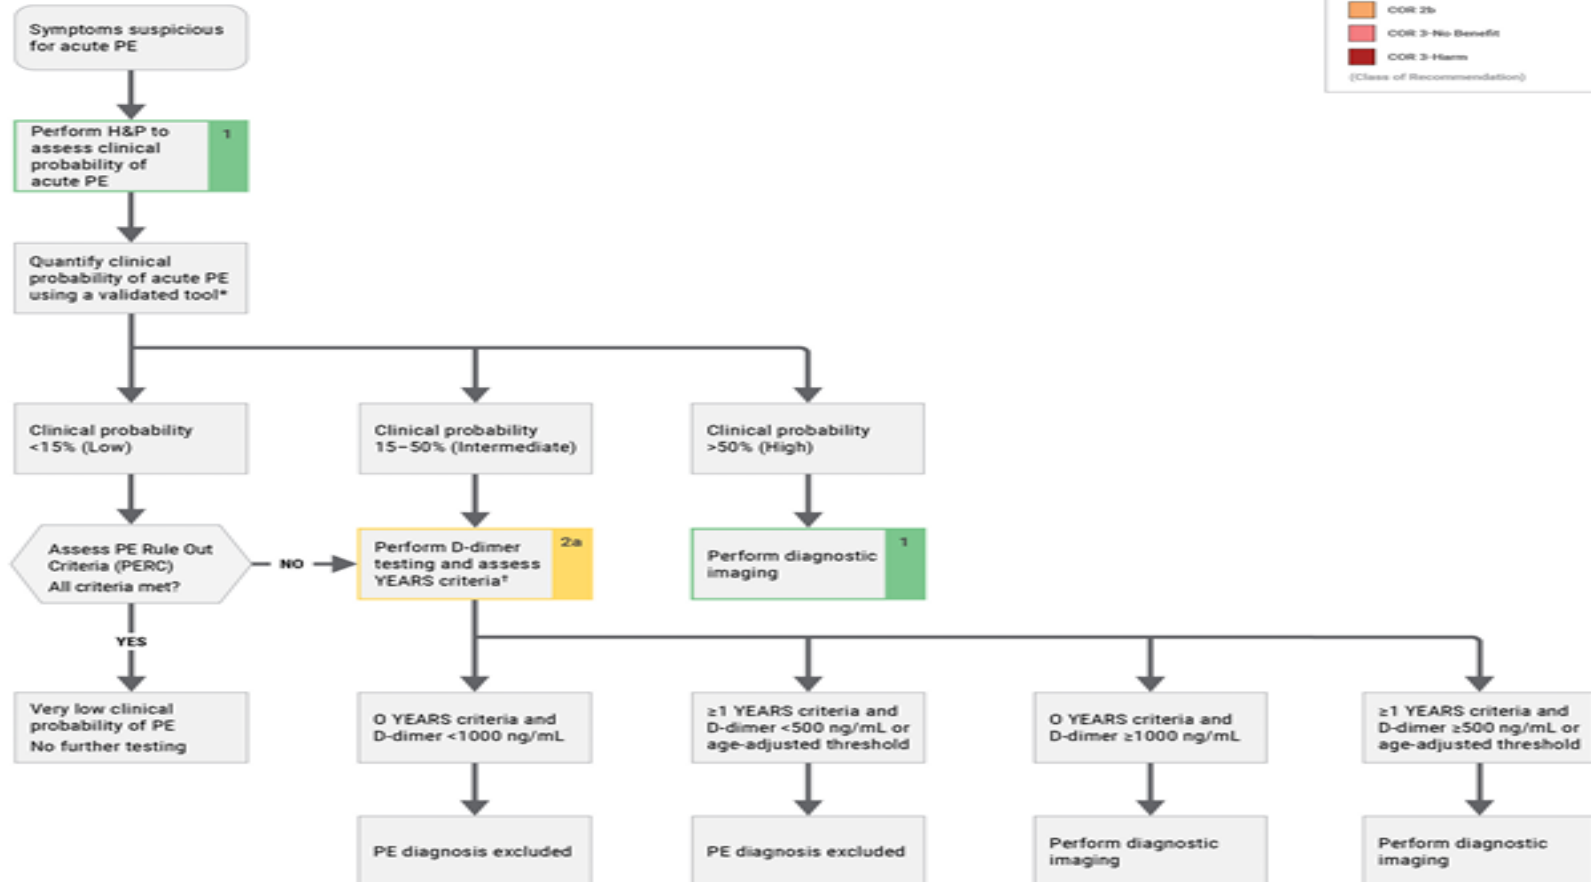 Symptoms suspicious
for acute PE
COR 2b
COR 3-No Benefit
COR 3-Harm
(Class of Recommendation)
Perform H&P to
assess clinical
probability of
acute PE
1
Quantify clinical
probability of acute PE
using a validated tool*
Clinical probability
<15% (Low)
Clinical probability
15–50% (Intermediate)
Clinical probability
>50% (High)
Assess PE Rule Out
Criteria (PERC)
All criteria met?
NO
Perform D-dimer
testing and assess
YEARS criteria†
2a
Perform diagnostic
imaging
1
YES
Very low clinical
probability of PE
No further testing
0 YEARS criteria and
D-dimer <1000 ng/mL
≥1 YEARS criteria and
D-dimer <500 ng/mL or
age-adjusted threshold
0 YEARS criteria and
D-dimer ≥1000 ng/mL
≥1 YEARS criteria and
D-dimer ≥500 ng/mL or
age-adjusted threshold
PE diagnosis excluded
PE diagnosis excluded
Perform diagnostic
imaging
Perform diagnostic
imaging